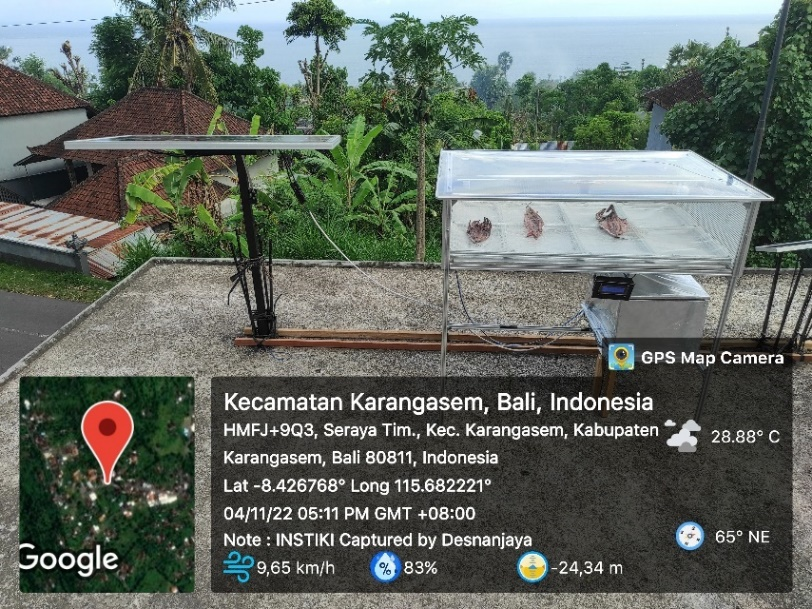 GPS Map Camera
Kecamatan Karangasem, Bali, Indonesia
HMFJ+9Q3, Seraya Tim., Kec. Karangasem, Kabupaten
Karangasem, Bali 80811, Indonesia
28.88° C
Lat -8.426768° Long 115.682221°
04/11/22 05:11 PM GMT +08:00
Note : INSTIKI Captured by Desnanjaya
65° NE
9,65 km/h 83% -24,34 m
Google